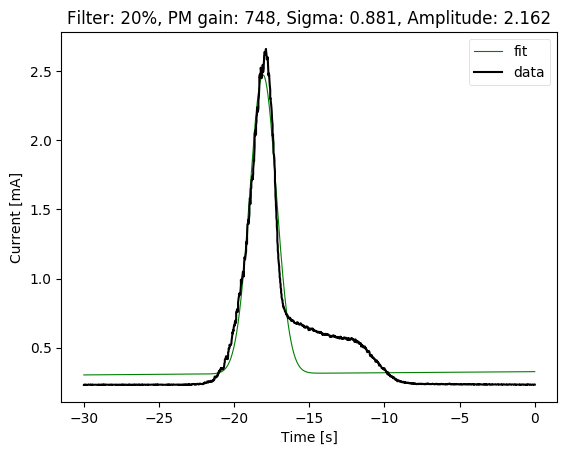 Filter: 20%, PM gain: 748, Sigma: 0.881, Amplitude: 2.162
fit
data
2.5
2.0
1.5
1.0
0.5
Current [mA]
−30
−25
−20
−15
−10
−5
0
Time [s]